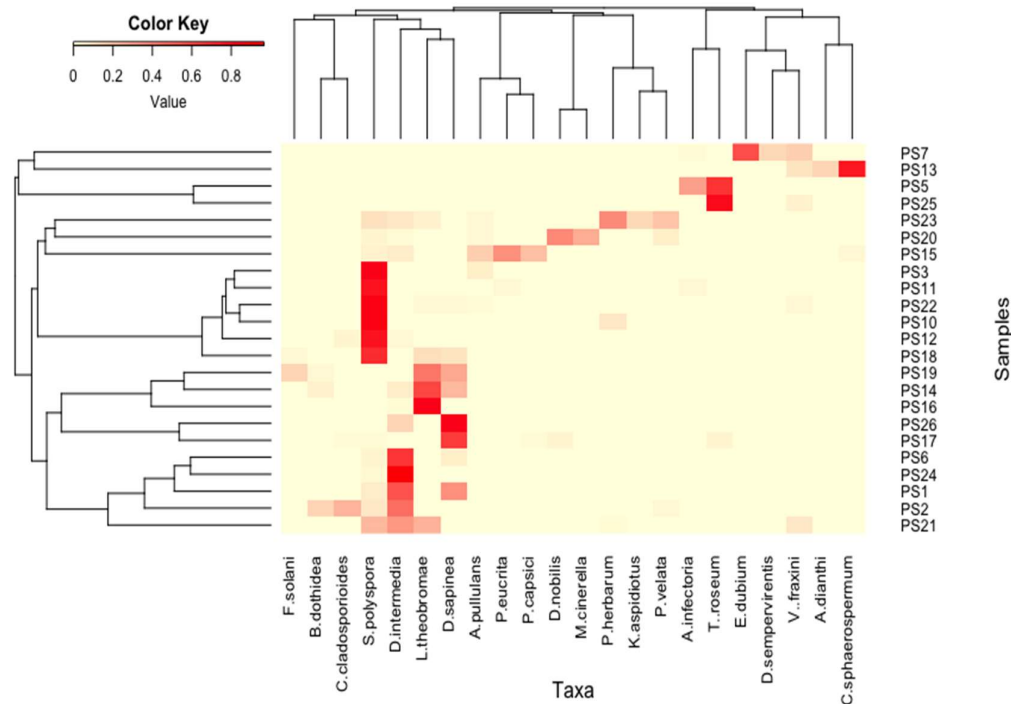 Color Key
0 0.2 0.4 0.6 0.8
Value
PS7
PS13
PS5
PS25
PS23
PS20
PS15
PS3
PS11
PS22
PS10
PS12
PS18
PS19
PS14
PS16
PS26
PS17
PS6
PS24
PS1
PS2
PS21
Samples
F.solani
B.dothidea
C.cladosporioides
S.polyspora
D.intermedia
L.theobromae
D.sapinea
A.pullulans
P.eucrita
P.capsici
D.nobilis
M.cinerella
P.herbarum
K.aspidiotus
P.velata
A.infectoria
T..roseum
E.dubium
D.sempervirentis
V..fraxini
A.dianthi
C.sphaerospermum
Taxa